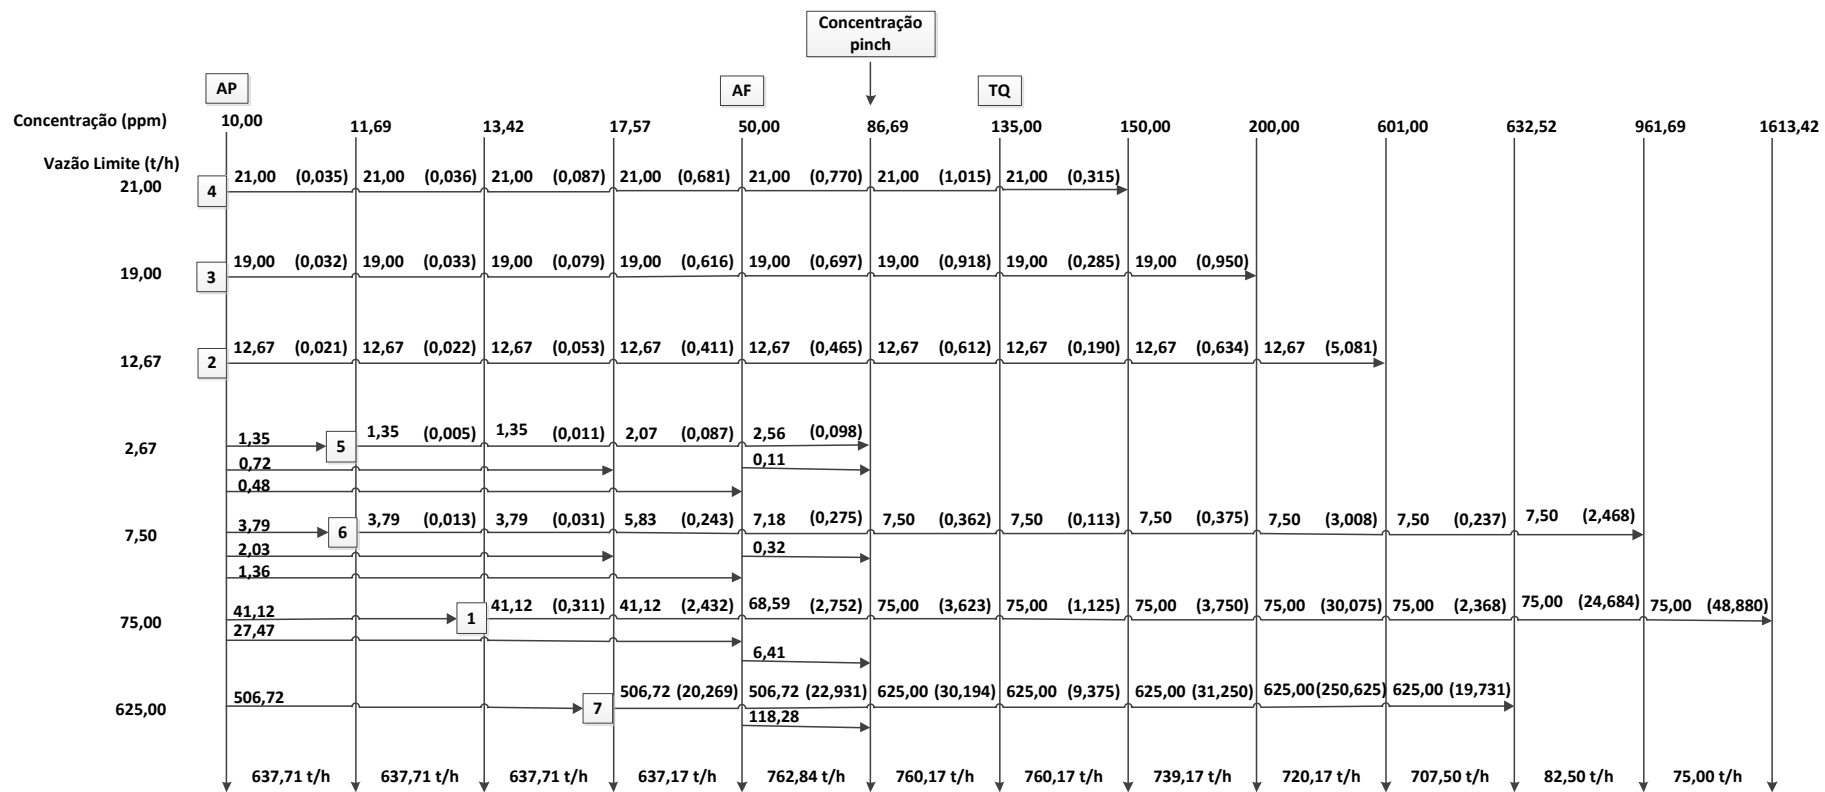 Concentração
pinch
AP
AF
TQ
Concentração (ppm) 10,00 11,69 13,42 17,57 50,00 86,69 135,00 150,00 200,00 601,00 632,52 961,69 1613,42
Vazão Limite (t/h)
21,00 4 21,00 (0,035) 21,00 (0,036) 21,00 (0,087) 21,00 (0,681) 21,00 (0,770) 21,00 (1,015) 21,00 (0,315)
19,00 3 19,00 (0,032) 19,00 (0,033) 19,00 (0,079) 19,00 (0,616) 19,00 (0,697) 19,00 (0,918) 19,00 (0,285) 19,00 (0,950)
12,67 2 12,67 (0,021) 12,67 (0,022) 12,67 (0,053) 12,67 (0,411) 12,67 (0,465) 12,67 (0,612) 12,67 (0,190) 12,67 (0,634) 12,67 (5,081)
2,67 1,35 5 1,35 (0,005) 1,35 (0,011) 2,07 (0,087) 2,56 (0,098)
0,72 0,11
0,48
7,50 3,79 6 3,79 (0,013) 3,79 (0,031) 5,83 (0,243) 7,18 (0,275) 7,50 (0,362) 7,50 (0,113) 7,50 (0,375) 7,50 (3,008) 7,50 (0,237) 7,50 (2,468)
2,03 0,32
1,36
75,00 41,12 1 41,12 (0,311) 41,12 (2,432) 68,59 (2,752) 75,00 (3,623) 75,00 (1,125) 75,00 (3,750) 75,00 (30,075) 75,00 (2,368) 75,00 (24,684) 75,00 (48,880)
27,47
6,41
625,00 506,72 7 506,72 (20,269) 506,72 (22,931) 625,00 (30,194) 625,00 (9,375) 625,00 (31,250) 625,00 (250,625) 625,00 (19,731)
118,28
637,71 t/h 637,71 t/h 637,71 t/h 637,17 t/h 762,84 t/h 760,17 t/h 760,17 t/h 739,17 t/h 720,17 t/h 707,50 t/h 82,50 t/h 75,00 t/h